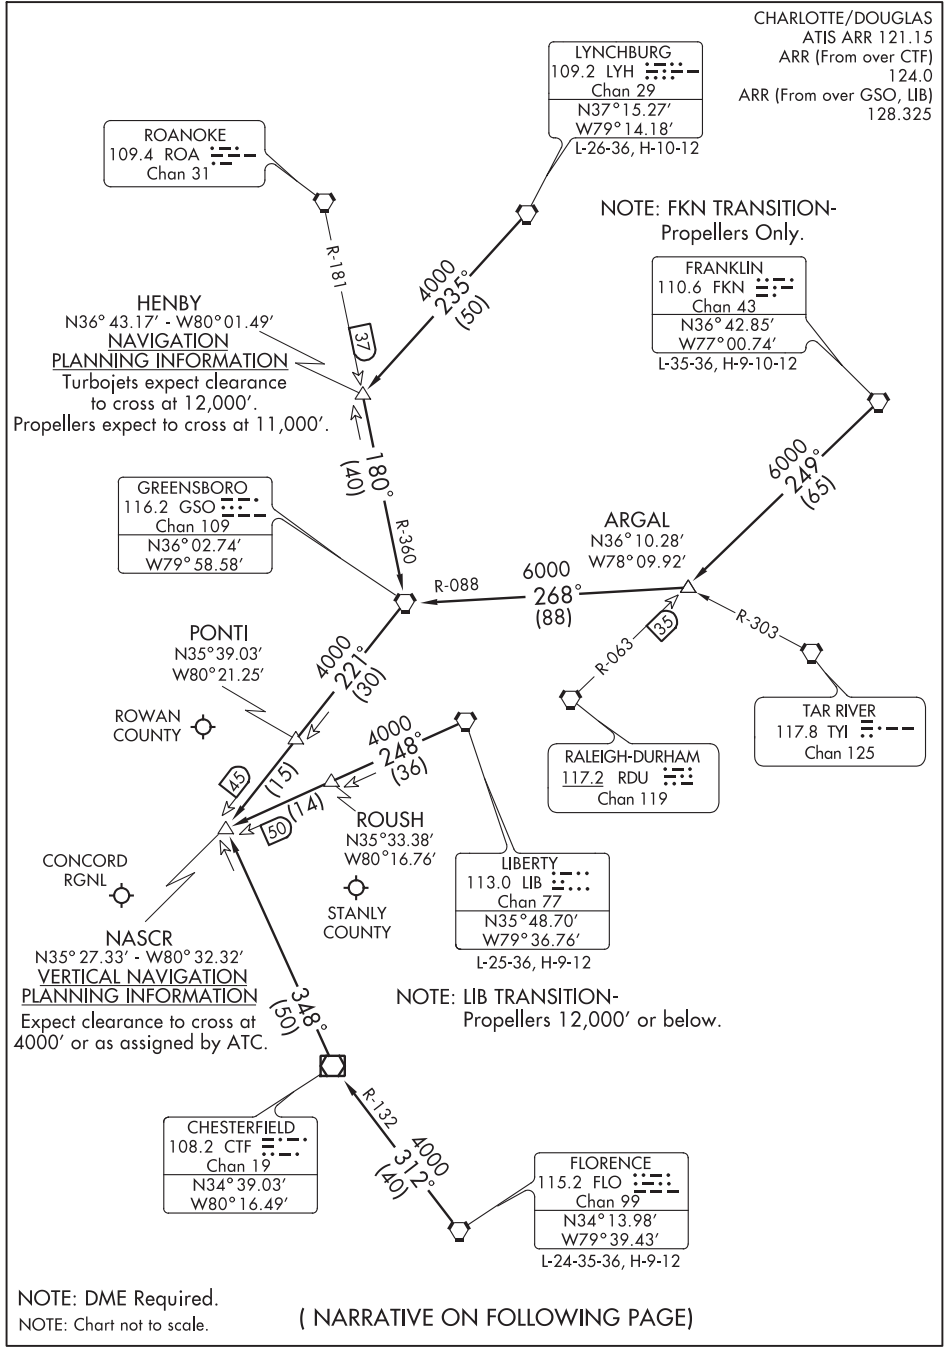 CHARLOTTE/DOUGLAS
ATIS ARR 121.15
ARR (From over CTF)
124.0
ARR (From over GSO, LIB)
128.325
LYNCHBURG
109.2 LYH
Chan 29
N37°15.27′
W79°14.18′
L-26-36, H-10-12
ROANOKE
109.4 ROA
Chan 31
NOTE: FKN TRANSITION-
Propellers Only.
FRANKLIN
110.6 FKN
Chan 43
N36°42.85′
W77°00.74′
L-35-36, H-9-10-12
R-181
37
4000
235°
(50)
HENBY
N36°43.17′ - W80°01.49′
NAVIGATION
PLANNING INFORMATION
Turbojets expect clearance
to cross at 12,000′.
Propellers expect to cross at 11,000′.
180°
(40)
R-360
6000
249°
(65)
GREENSBORO
116.2 GSO
Chan 109
N36°02.74′
W79°58.58′
ARGAL
N36°10.28′
W78°09.92′
R-088
6000
268°
(88)
35
R-063
R-303
PONTI
N35°39.03′
W80°21.25′
4000
221°
(30)
ROWAN
COUNTY
TAR RIVER
117.8 TYI
Chan 125
RALEIGH-DURHAM
117.2 RDU
Chan 119
4000
248°
(36)
45
(15)
(14)
50
ROUSH
N35°33.38′
W80°16.76′
CONCORD
RGNL
STANLY
COUNTY
LIBERTY
113.0 LIB
Chan 77
N35°48.70′
W79°36.76′
L-25-36, H-9-12
NASCR
N35°27.33′ - W80°32.32′
VERTICAL NAVIGATION
PLANNING INFORMATION
Expect clearance to cross at
4000′ or as assigned by ATC.
NOTE: LIB TRANSITION-
Propellers 12,000′ or below.
348°
(50)
CHESTERFIELD
108.2 CTF
Chan 19
N34°39.03′
W80°16.49′
R-132
4000
312°
(40)
FLORENCE
115.2 FLO
Chan 99
N34°13.98′
W79°39.43′
L-24-35-36, H-9-12
NOTE: DME Required.
NOTE: Chart not to scale.
( NARRATIVE ON FOLLOWING PAGE)